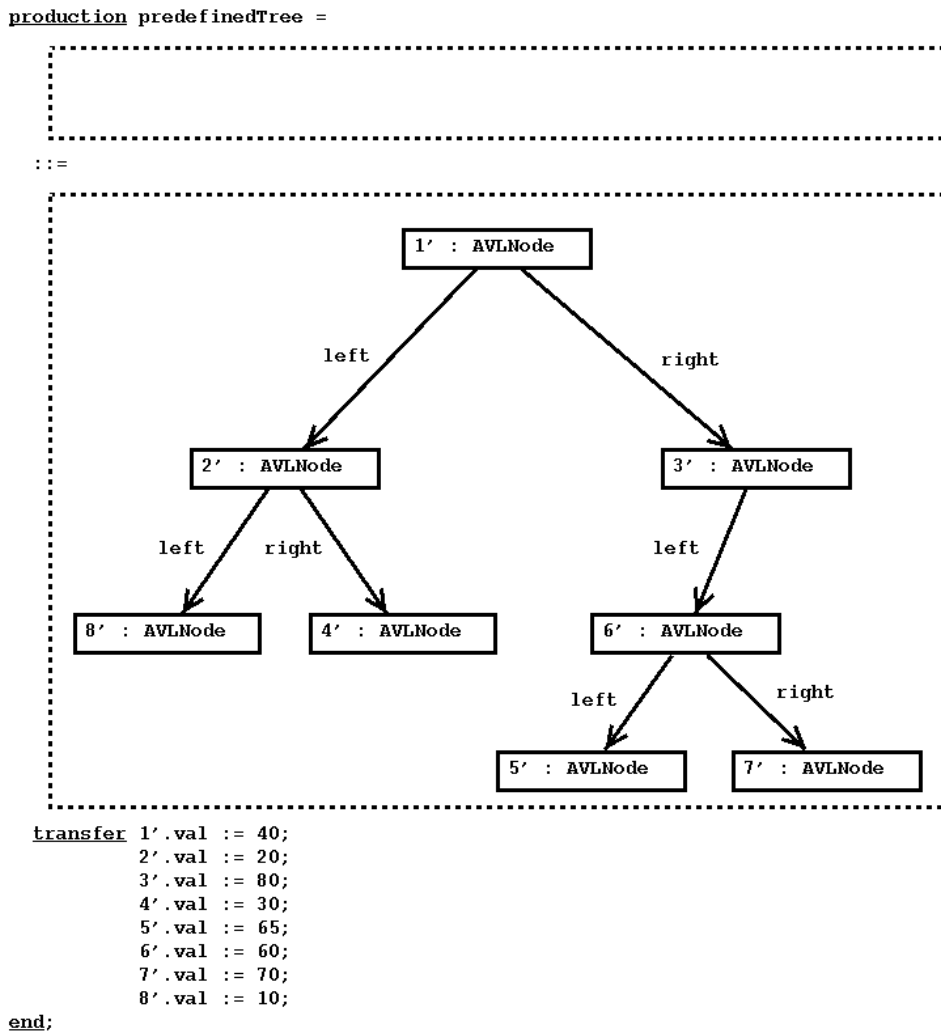 production predefinedTree =
::=
1' : AVLNode
left
right
2' : AVLNode
3' : AVLNode
left
right
left
8' : AVLNode
4' : AVLNode
6' : AVLNode
left
right
5' : AVLNode
7' : AVLNode
transfer 1'.val := 40;
2'.val := 20;
3'.val := 80;
4'.val := 30;
5'.val := 65;
6'.val := 60;
7'.val := 70;
8'.val := 10;
end;